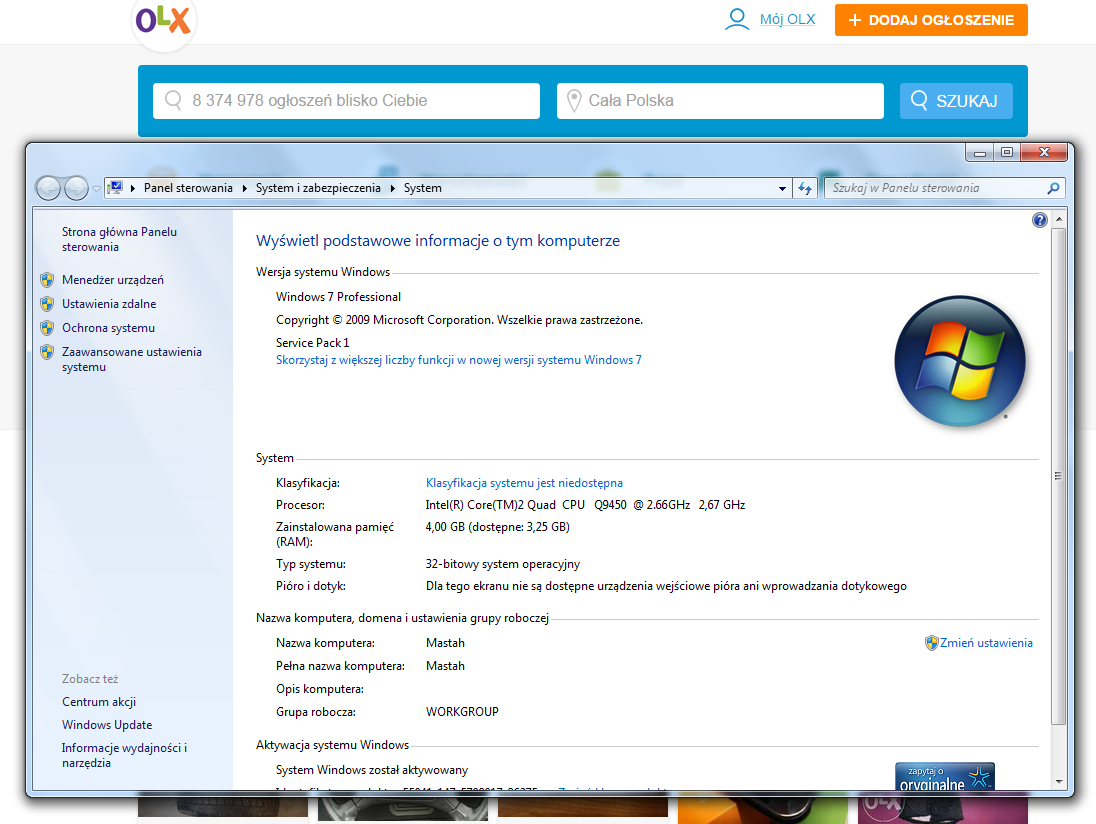 OLX
Mój OLX
+ DODAJ OGŁOSZENIE
8 374 978 ogłoszeń blisko Ciebie
Cała Polska
SZUKAJ
Panel sterowania
System i zabezpieczenia
System
Szukaj w Panelu sterowania
Strona główna Panelu
sterowania
Menedżer urządzeń
Ustawienia zdalne
Ochrona systemu
Zaawansowane ustawienia
systemu
Zobacz też
Centrum akcji
Windows Update
Informacje wydajności i
narzędzia
Wyświetl podstawowe informacje o tym komputerze
Wersja systemu Windows
Windows 7 Professional
Copyright © 2009 Microsoft Corporation. Wszelkie prawa zastrzeżone.
Service Pack 1
Skorzystaj z większej liczby funkcji w nowej wersji systemu Windows 7
System
Klasyfikacja: Klasyfikacja systemu jest niedostępna
Procesor: Intel(R) Core(TM)2 Quad CPU Q9450 @ 2.66GHz 2,67 GHz
Zainstalowana pamięć 4,00 GB (dostępne: 3,25 GB)
(RAM):
Typ systemu: 32-bitowy system operacyjny
Pióro i dotyk: Dla tego ekranu nie są dostępne urządzenia wejściowe pióra ani wprowadzania dotykowego
Nazwa komputera, domena i ustawienia grupy roboczej
Nazwa komputera: Mastah Zmień ustawienia
Pełna nazwa komputera: Mastah
Opis komputera:
Grupa robocza: WORKGROUP
Aktywacja systemu Windows
System Windows został aktywowany
zapytaj o
oryginalne
OLX